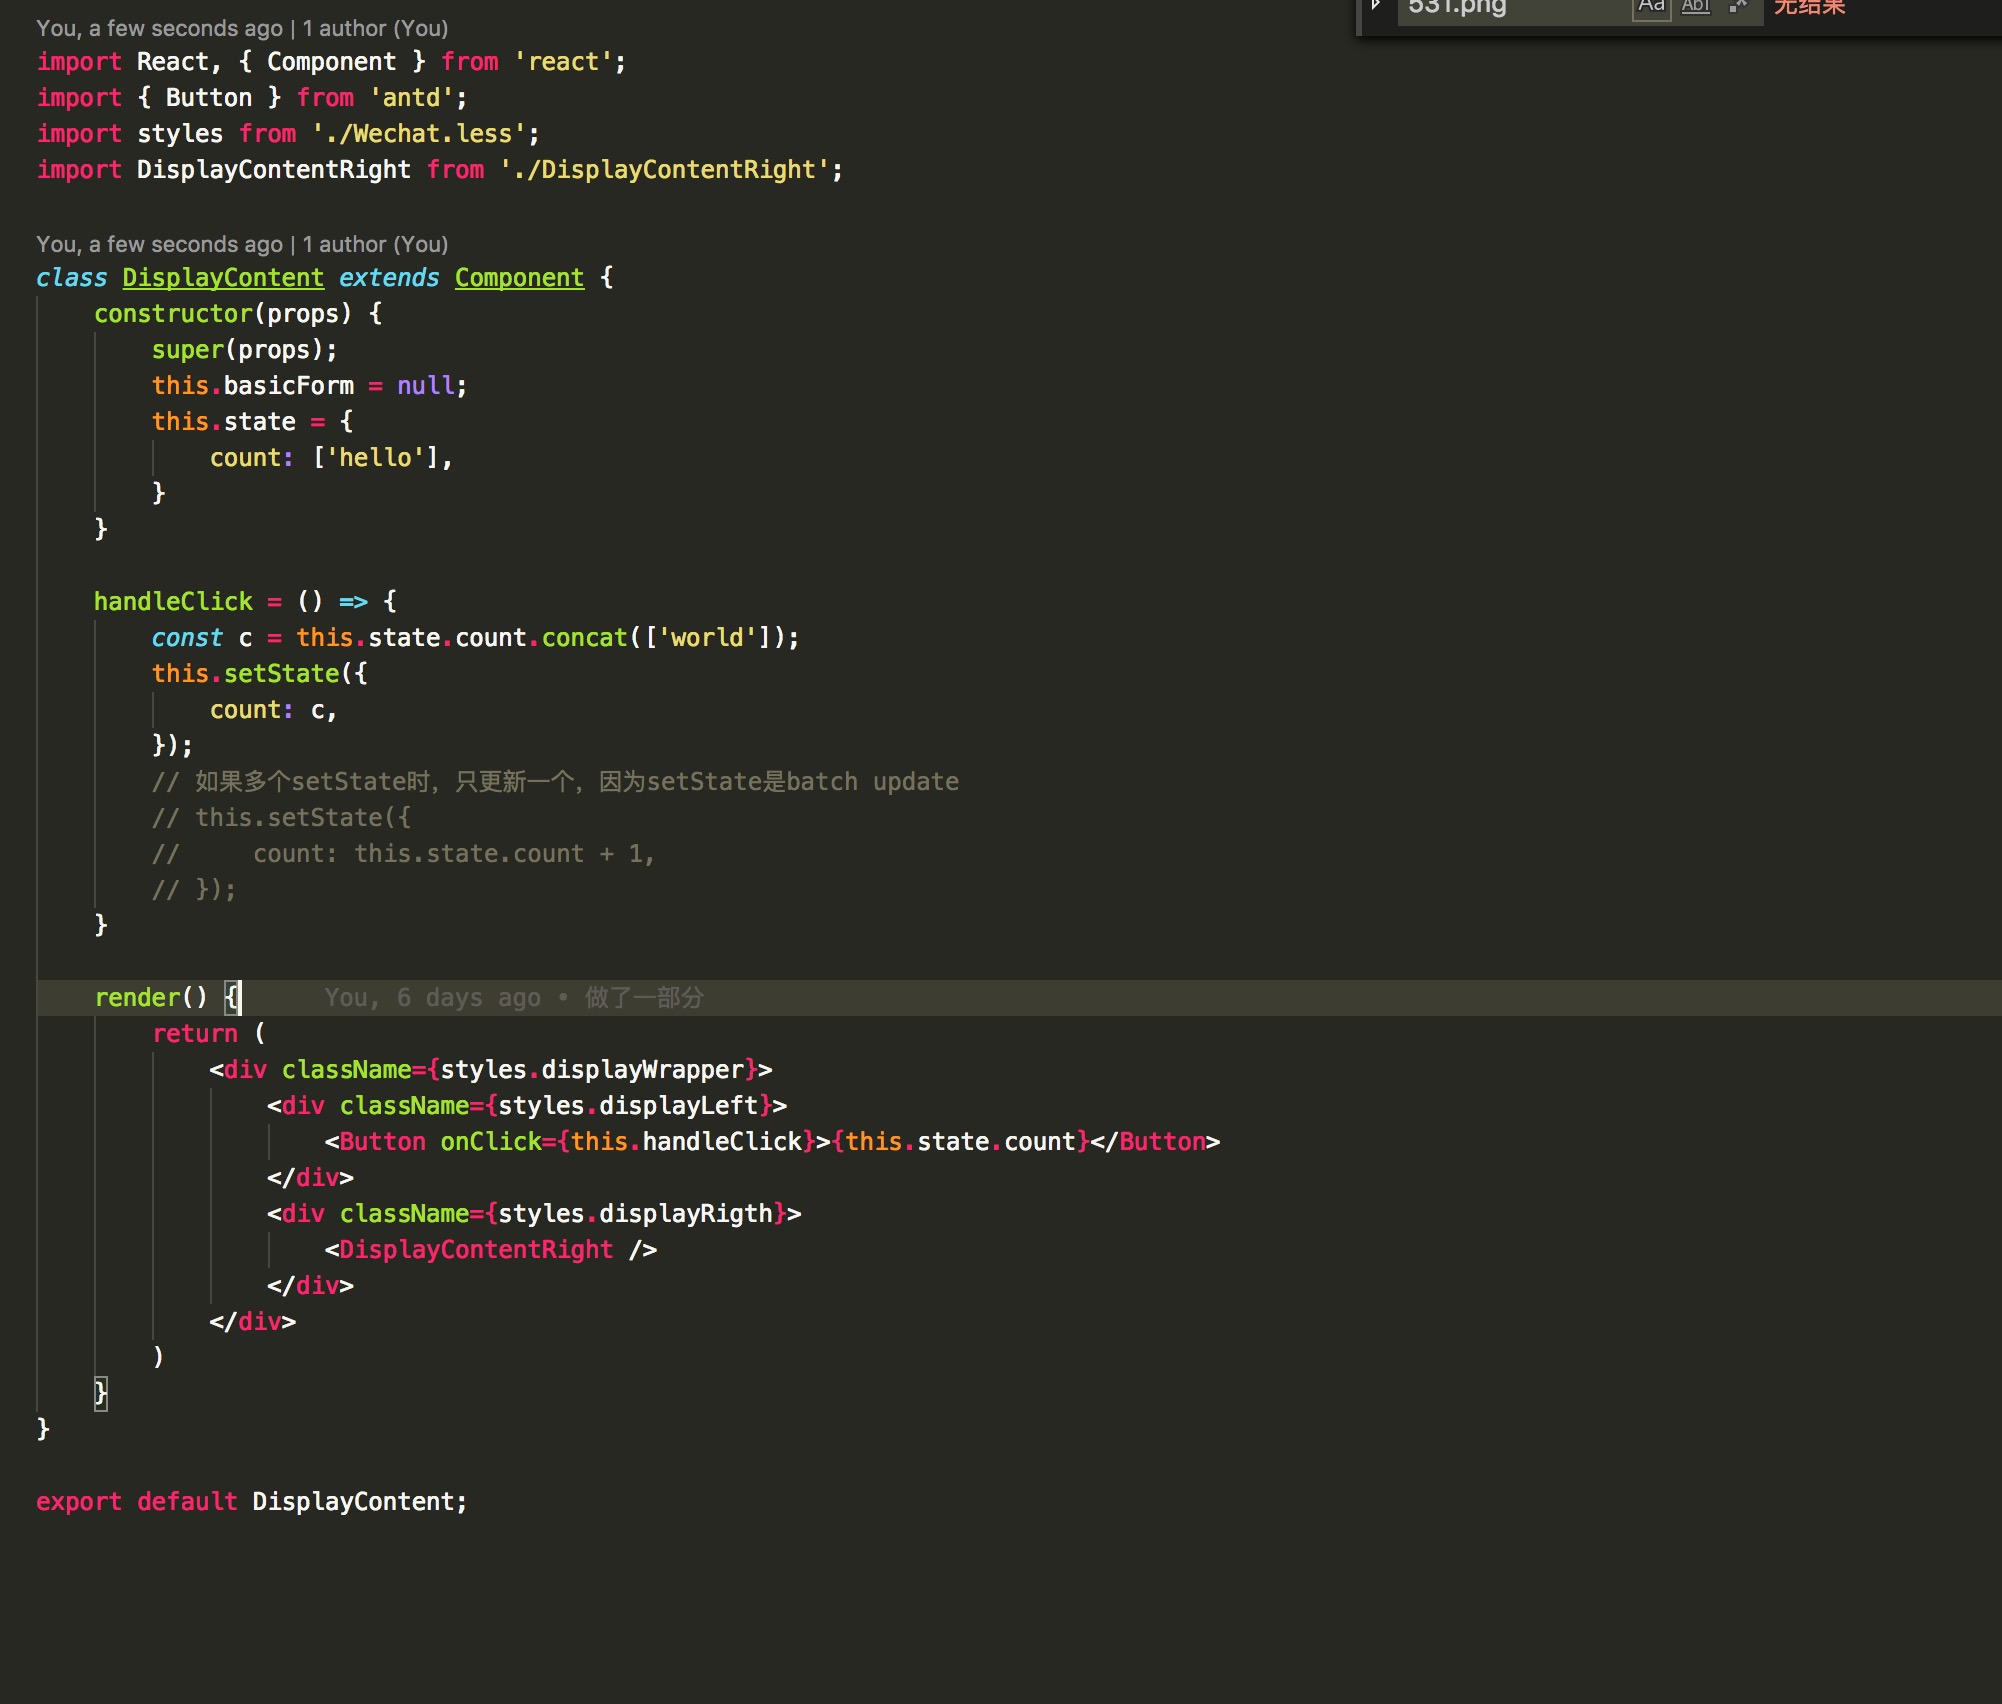 531.png Aa Abl 无结果
You, a few seconds ago | 1 author (You)
import React, { Component } from 'react';
import { Button } from 'antd';
import styles from './Wechat.less';
import DisplayContentRight from './DisplayContentRight';
You, a few seconds ago | 1 author (You)
class DisplayContent extends Component {
    constructor(props) {
        super(props);
        this.basicForm = null;
        this.state = {
            count: ['hello'],
        }
    }
    handleClick = () => {
        const c = this.state.count.concat(['world']);
        this.setState({
            count: c,
        });
        // 如果多个setState时，只更新一个，因为setState是batch update
        // this.setState({
        //     count: this.state.count + 1,
        // });
    }
    render() {      You, 6 days ago • 做了一部分
        return (
            <div className={styles.displayWrapper}>
                <div className={styles.displayLeft}>
                    <Button onClick={this.handleClick}>{this.state.count}</Button>
                </div>
                <div className={styles.displayRigth}>
                    <DisplayContentRight />
                </div>
            </div>
        )
    }
}
export default DisplayContent;